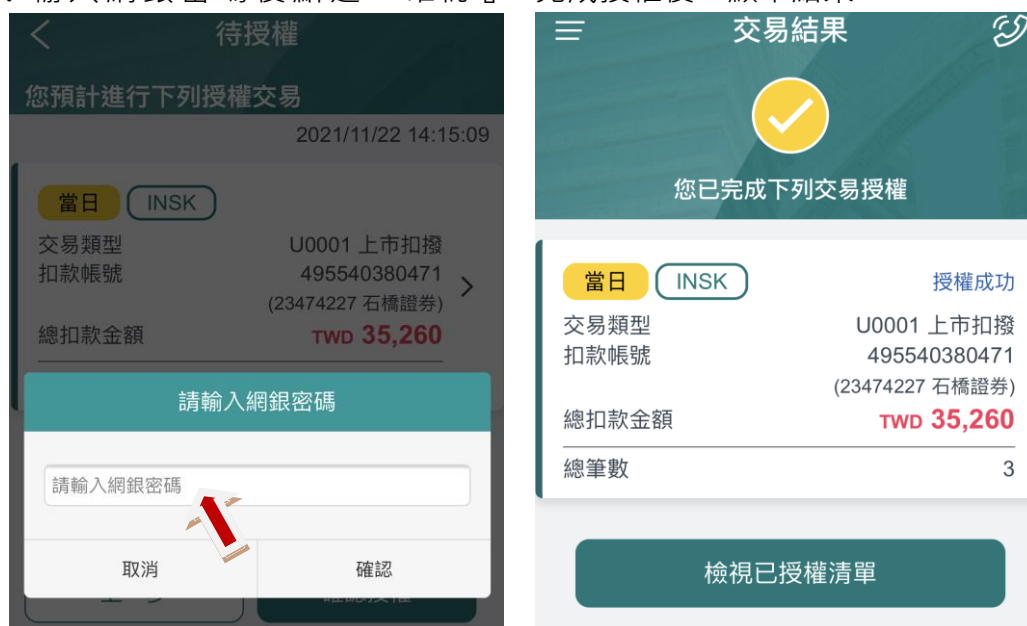 待授權
您預計進行下列授權交易
2021/11/22 14:15:09
當日 INSK
交易類型 U0001 上市扣撥
扣款帳號 495540380471
(23474227 石橋證券)
總扣款金額 TWD 35,260
請輸入網銀密碼
請輸入網銀密碼
取消 確認
交易結果
您已完成下列交易授權
當日 INSK 授權成功
交易類型 U0001 上市扣撥
扣款帳號 495540380471
(23474227 石橋證券)
總扣款金額 TWD 35,260
總筆數 3
檢視已授權清單